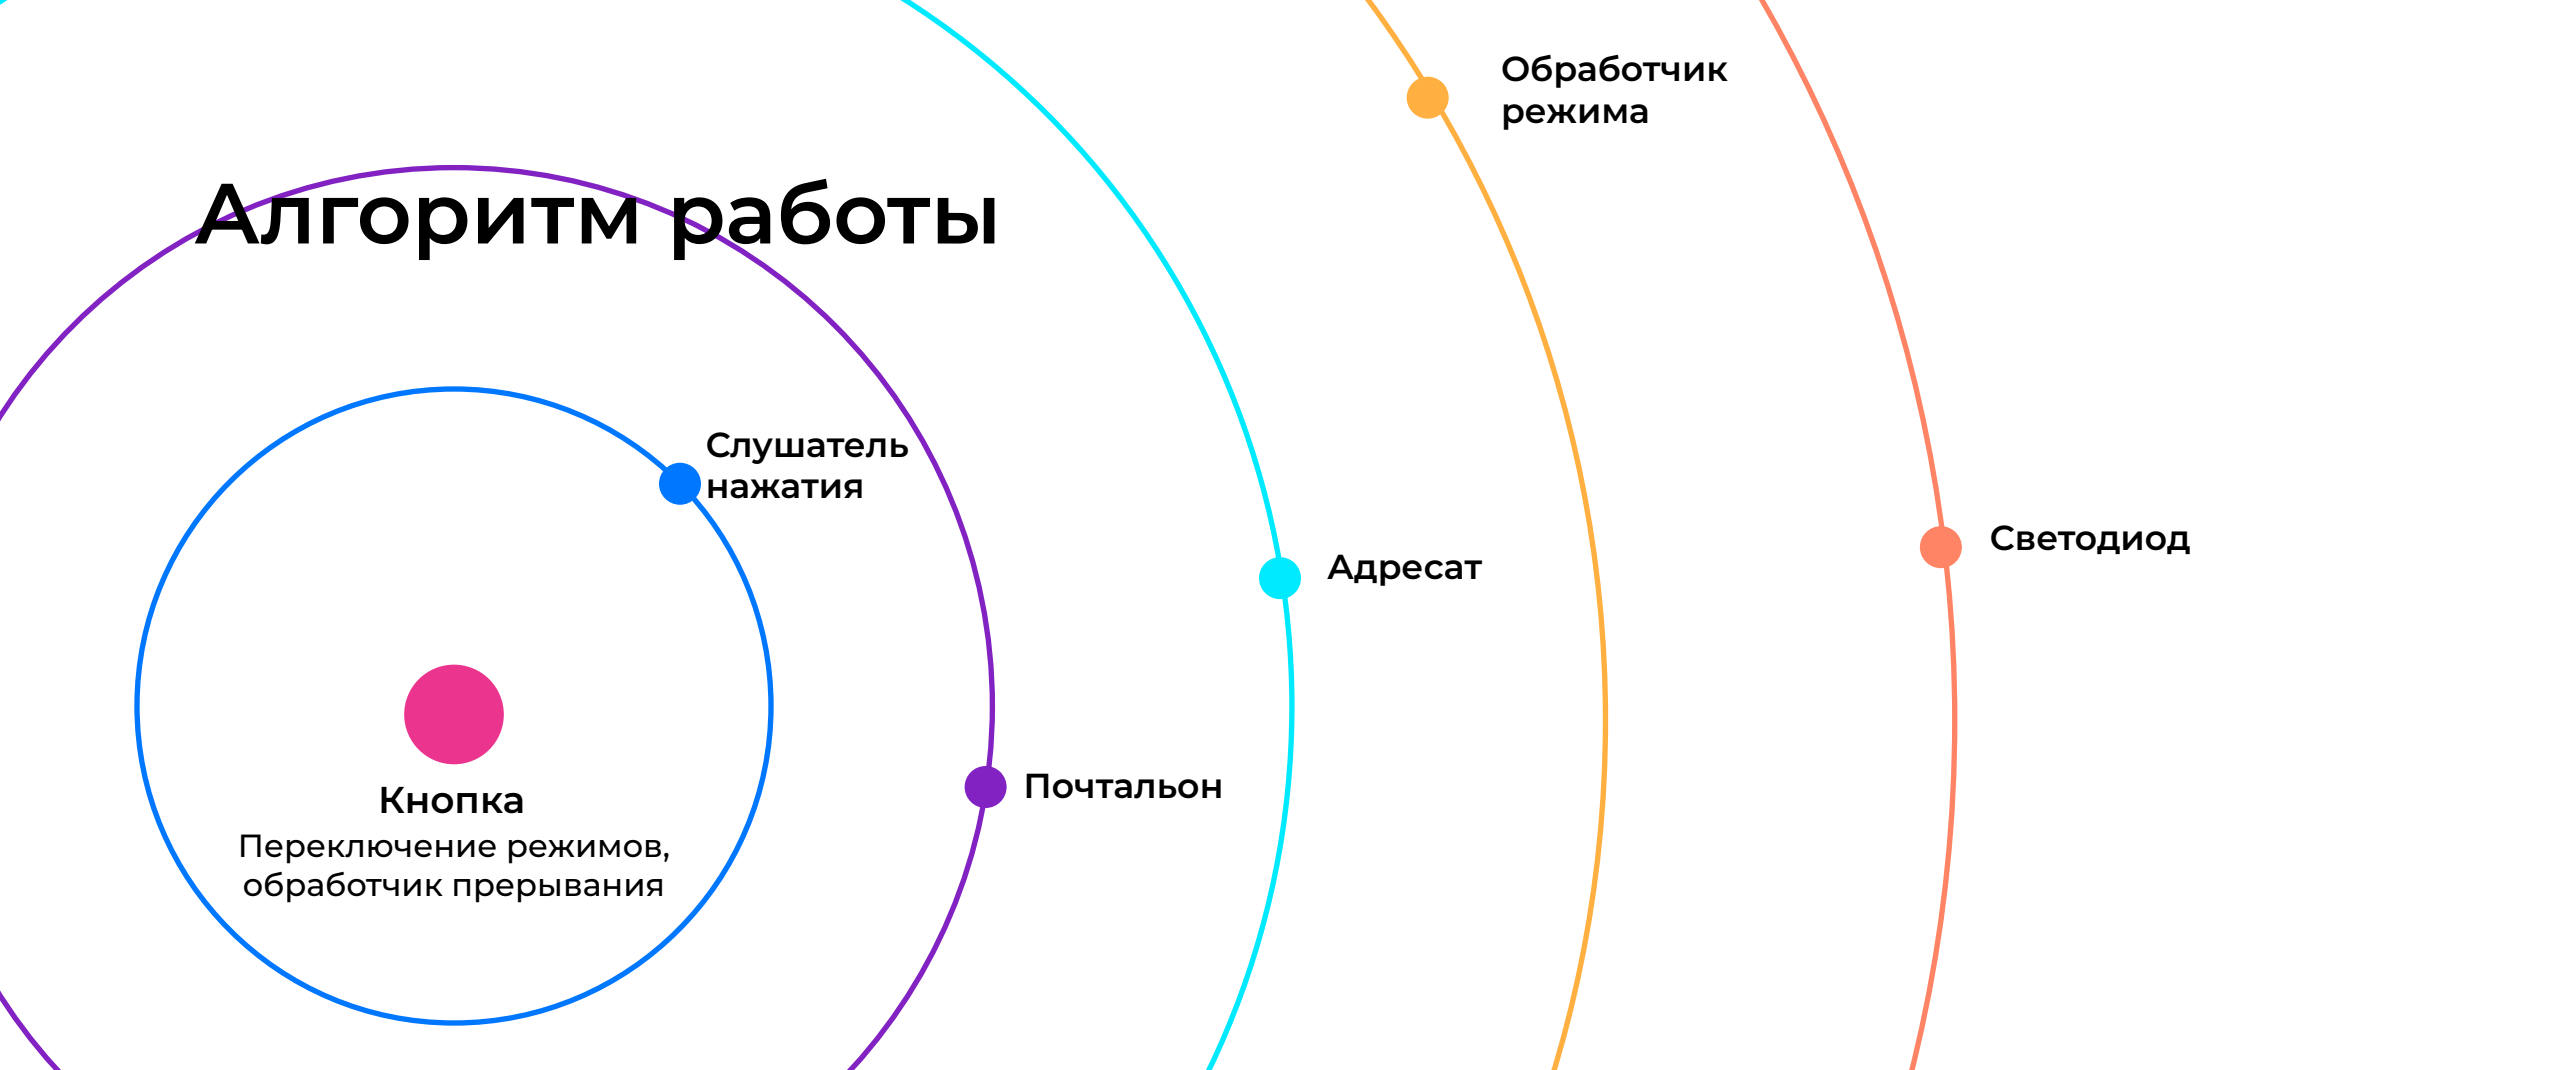 Алгоритм работы
Обработчик
режима
Слушатель
нажатия
Светодиод
Адресат
Почтальон
Кнопка
Переключение режимов,
обработчик прерывания